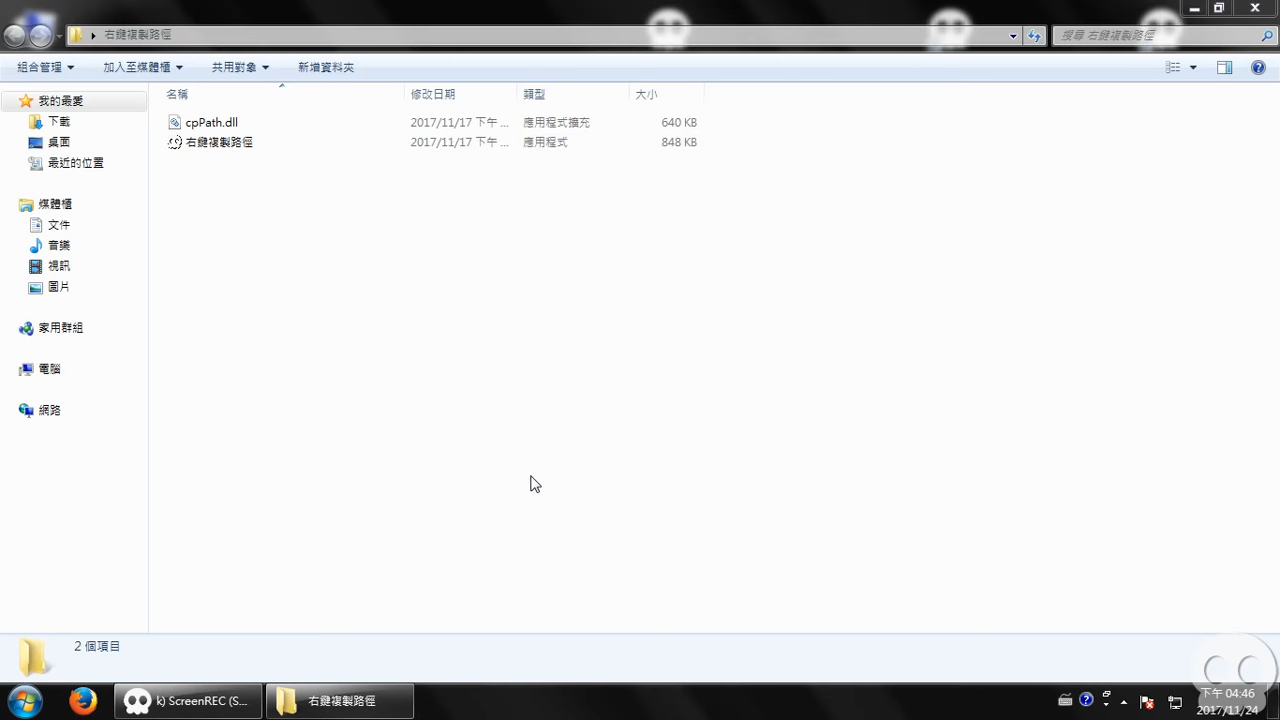 右鍵複製路徑
搜尋 右鍵複製路徑
組合管理 加入至媒體櫃 共用對象 新增資料夾
名稱 修改日期 類型 大小
cpPath.dll 2017/11/17 下午 ... 應用程式擴充 640 KB
右鍵複製路徑 2017/11/17 下午 ... 應用程式 848 KB
我的最愛
下載
桌面
最近的位置
媒體櫃
文件
音樂
視訊
圖片
家用群組
電腦
網路
2 個項目
k) ScreenREC (S...
右鍵複製路徑
下午 04:46
2017/11/24